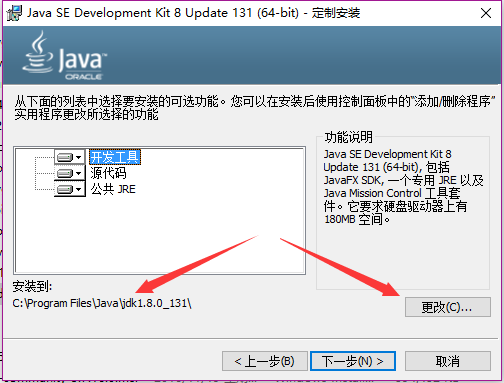 Java SE Development Kit 8 Update 131 (64-bit) - 定制安装
Java
ORACLE
从下面的列表中选择要安装的可选功能。您可以在安装后使用控制面板中的“添加/删除程序”
实用程序更改所选择的功能
开发工具
源代码
公共 JRE
功能说明
Java SE Development Kit 8
Update 131 (64-bit), 包括
JavaFX SDK, 一个专用 JRE 以及
Java Mission Control 工具套
件。它要求硬盘驱动器上有
180MB 空间。
安装到:
C:\Program Files\Java\jdk1.8.0_131\
更改(C)...
< 上一步(B)
下一步(N) >
取消